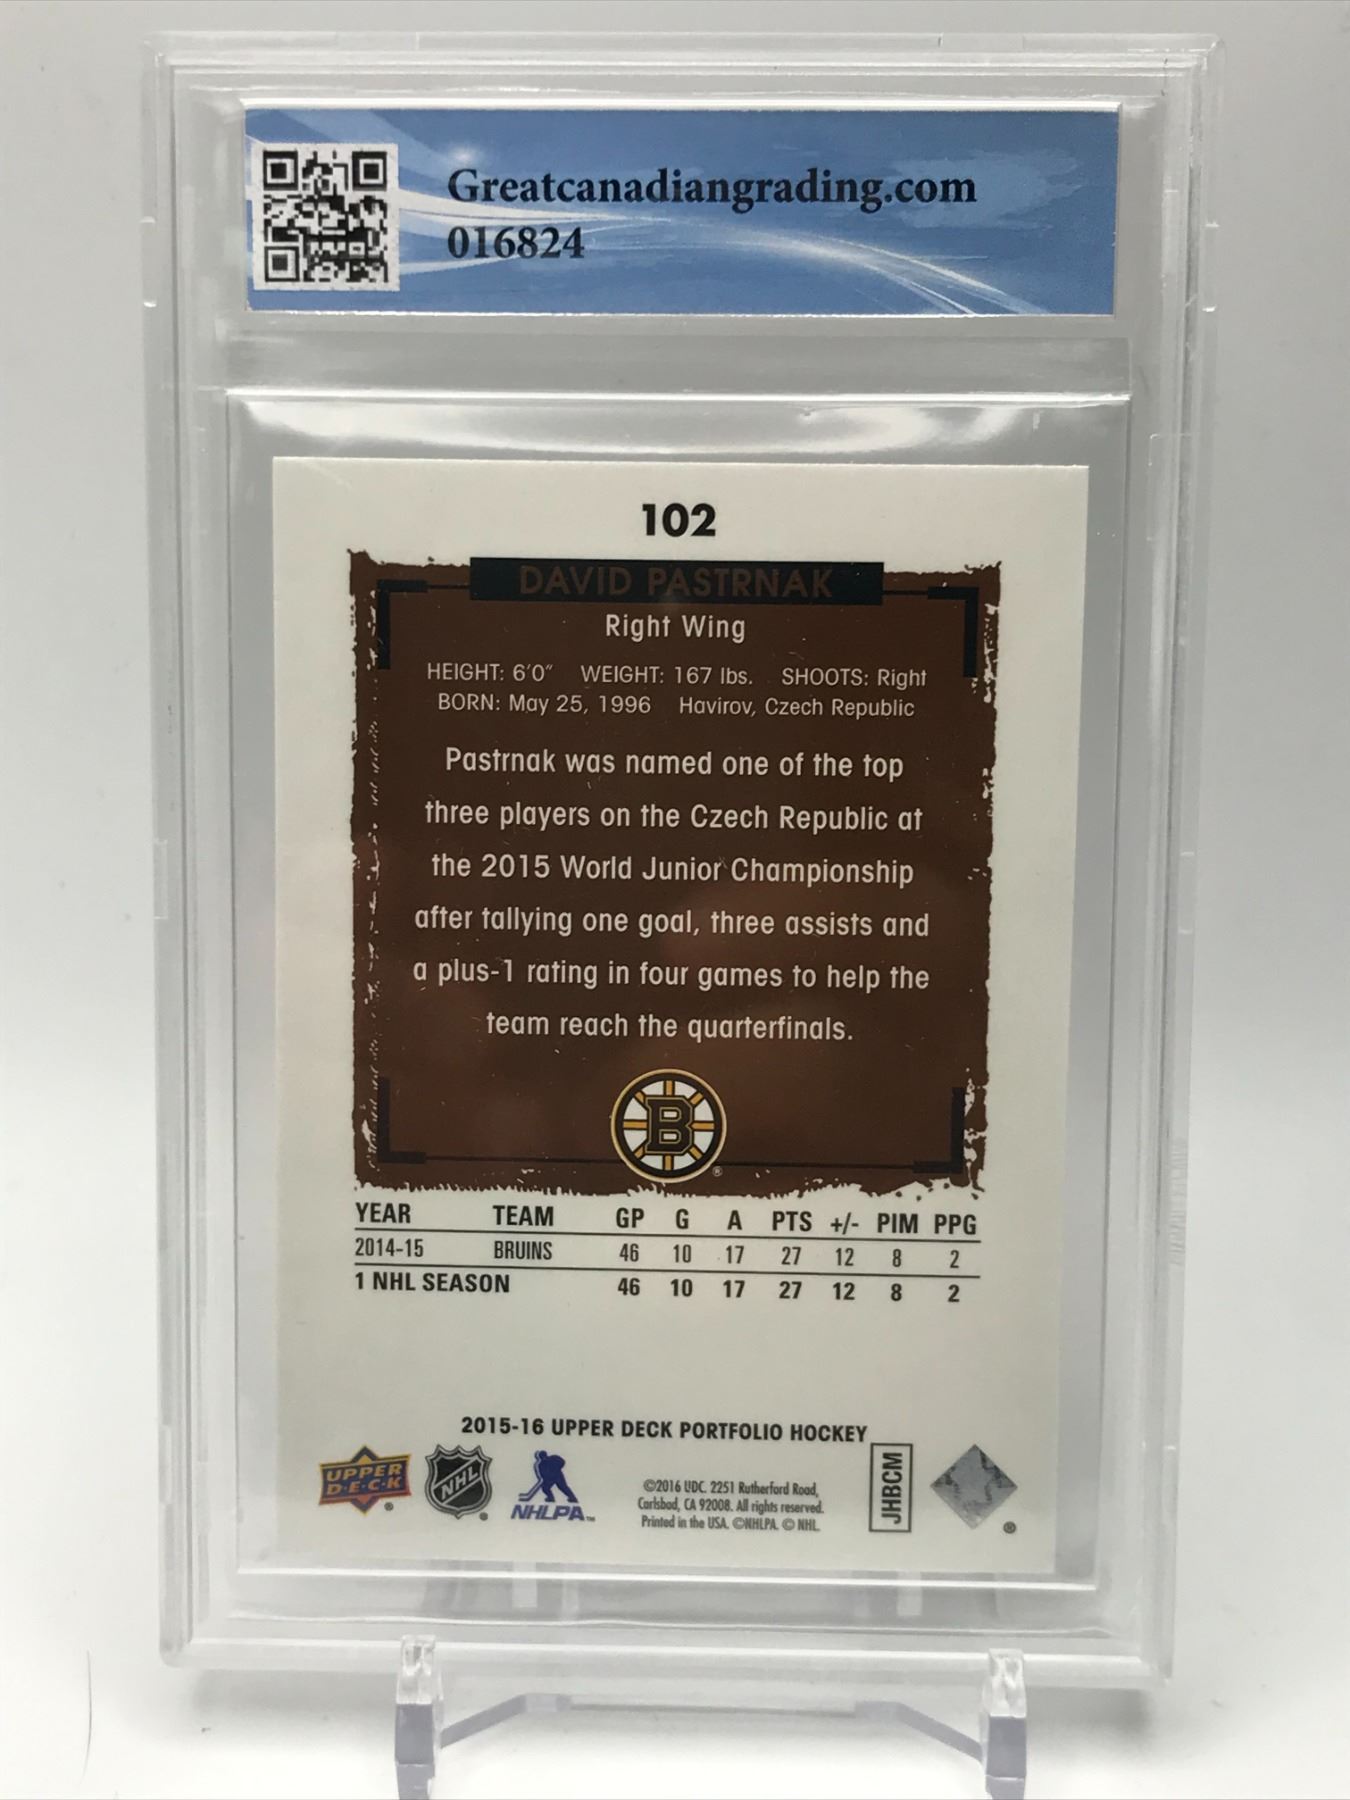 Greatcanadiangrading.com
016824
102
DAVID PASTRNAK
Right Wing
HEIGHT: 6'0" WEIGHT: 167 lbs. SHOOTS: Right
BORN: May 25, 1996 Havirov, Czech Republic
Pastrnak was named one of the top
three players on the Czech Republic at
the 2015 World Junior Championship
after tallying one goal, three assists and
a plus-1 rating in four games to help the
team reach the quarterfinals.
B
®
YEAR TEAM GP G A PTS +/- PIM PPG
2014-15 BRUINS 46 10 17 27 12 8 2
1 NHL SEASON 46 10 17 27 12 8 2
2015-16 UPPER DECK PORTFOLIO HOCKEY
UPPER
D·E·C·K
®
NHL
®
NHLPA™
©2016 UDC. 2251 Rutherford Road,
Carlsbad, CA 92008. All rights reserved.
Printed in the USA. ©NHLPA. © NHL.
JHBCM
®